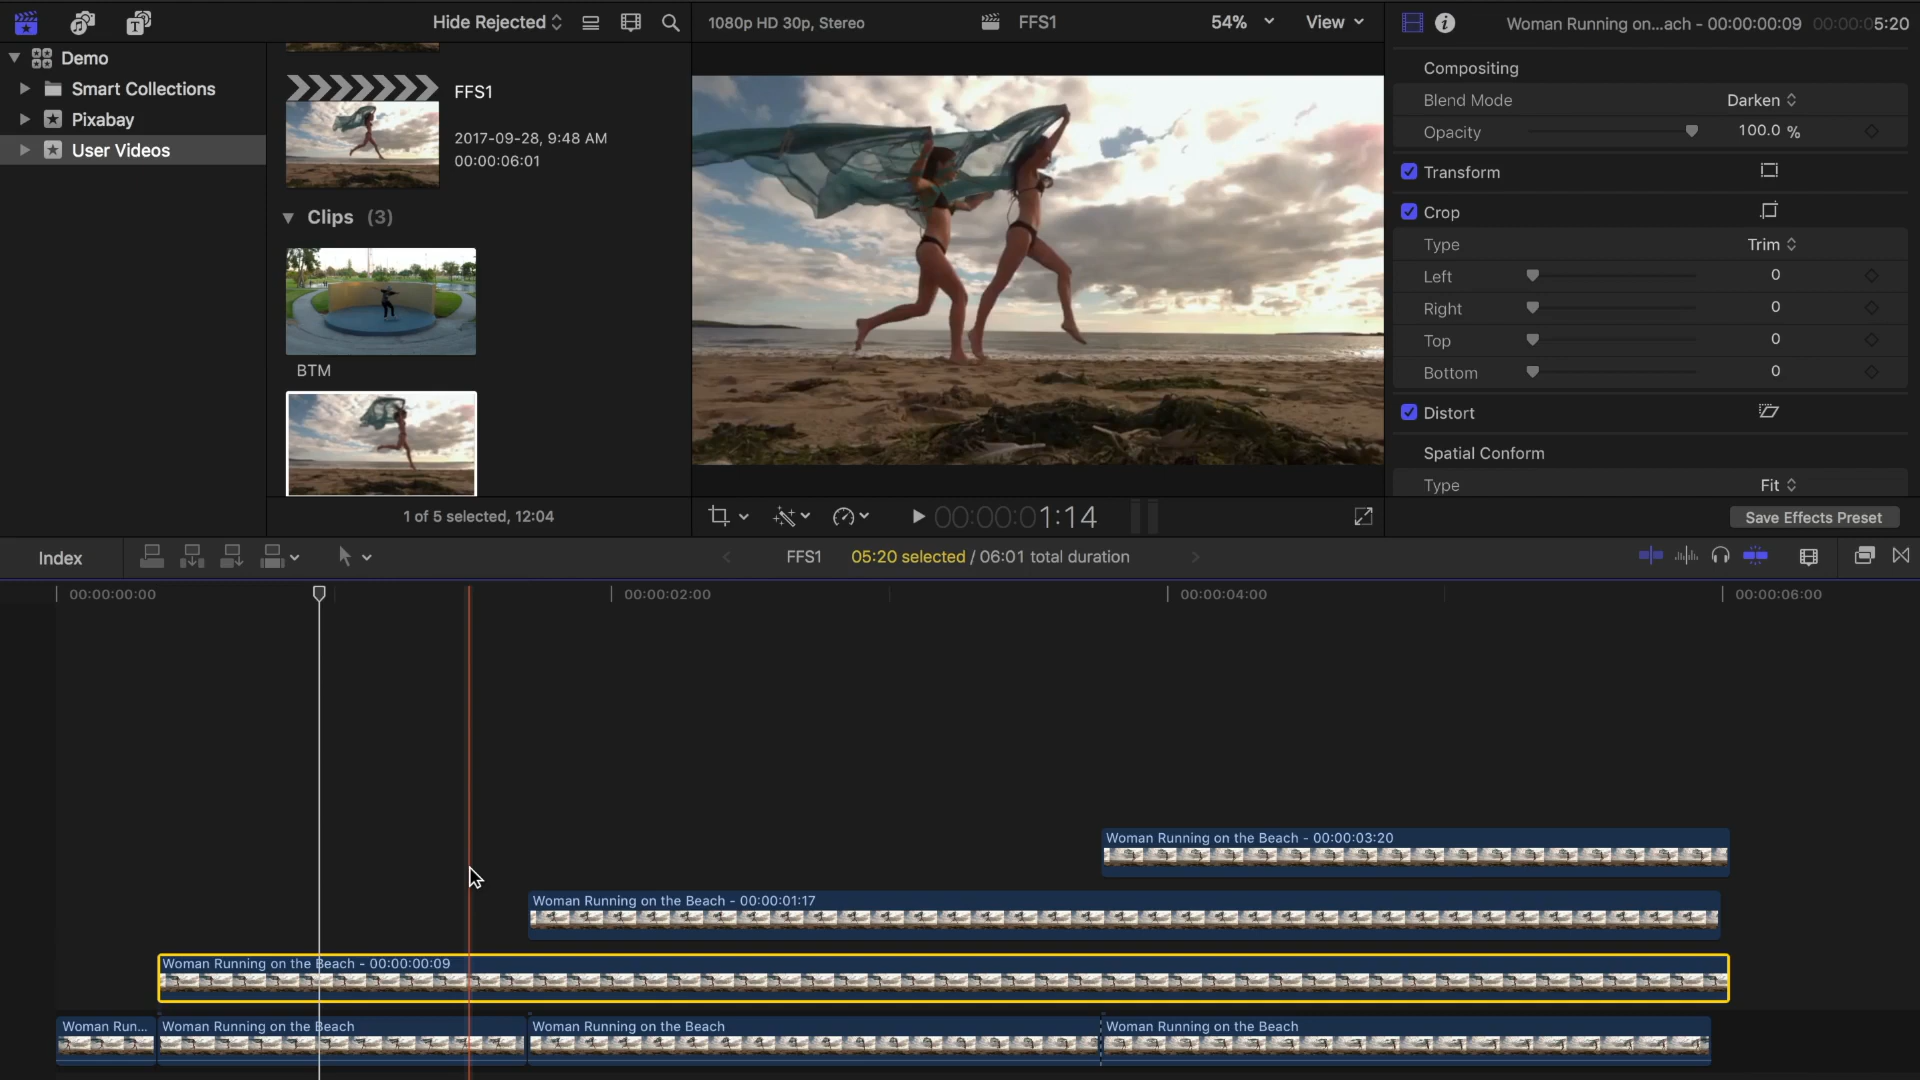 Hide Rejected
1080p HD 30p, Stereo
FFS1
54%
View
Woman Running on...ach - 00:00:00:09
00:00:05:20
Demo
Smart Collections
Pixabay
User Videos
FFS1
2017-09-28, 9:48 AM
00:00:06:01
Clips (3)
BTM
1 of 5 selected, 12:04
00:00:01:14
Compositing
Blend Mode Darken
Opacity 100.0 %
Transform
Crop
Type Trim
Left 0
Right 0
Top 0
Bottom 0
Distort
Spatial Conform
Type Fit
Save Effects Preset
Index
FFS1
05:20 selected / 06:01 total duration
00:00:00:00
00:00:02:00
00:00:04:00
00:00:06:00
Woman Running on the Beach - 00:00:03:20
Woman Running on the Beach - 00:00:01:17
Woman Running on the Beach - 00:00:00:09
Woman Run...
Woman Running on the Beach
Woman Running on the Beach
Woman Running on the Beach